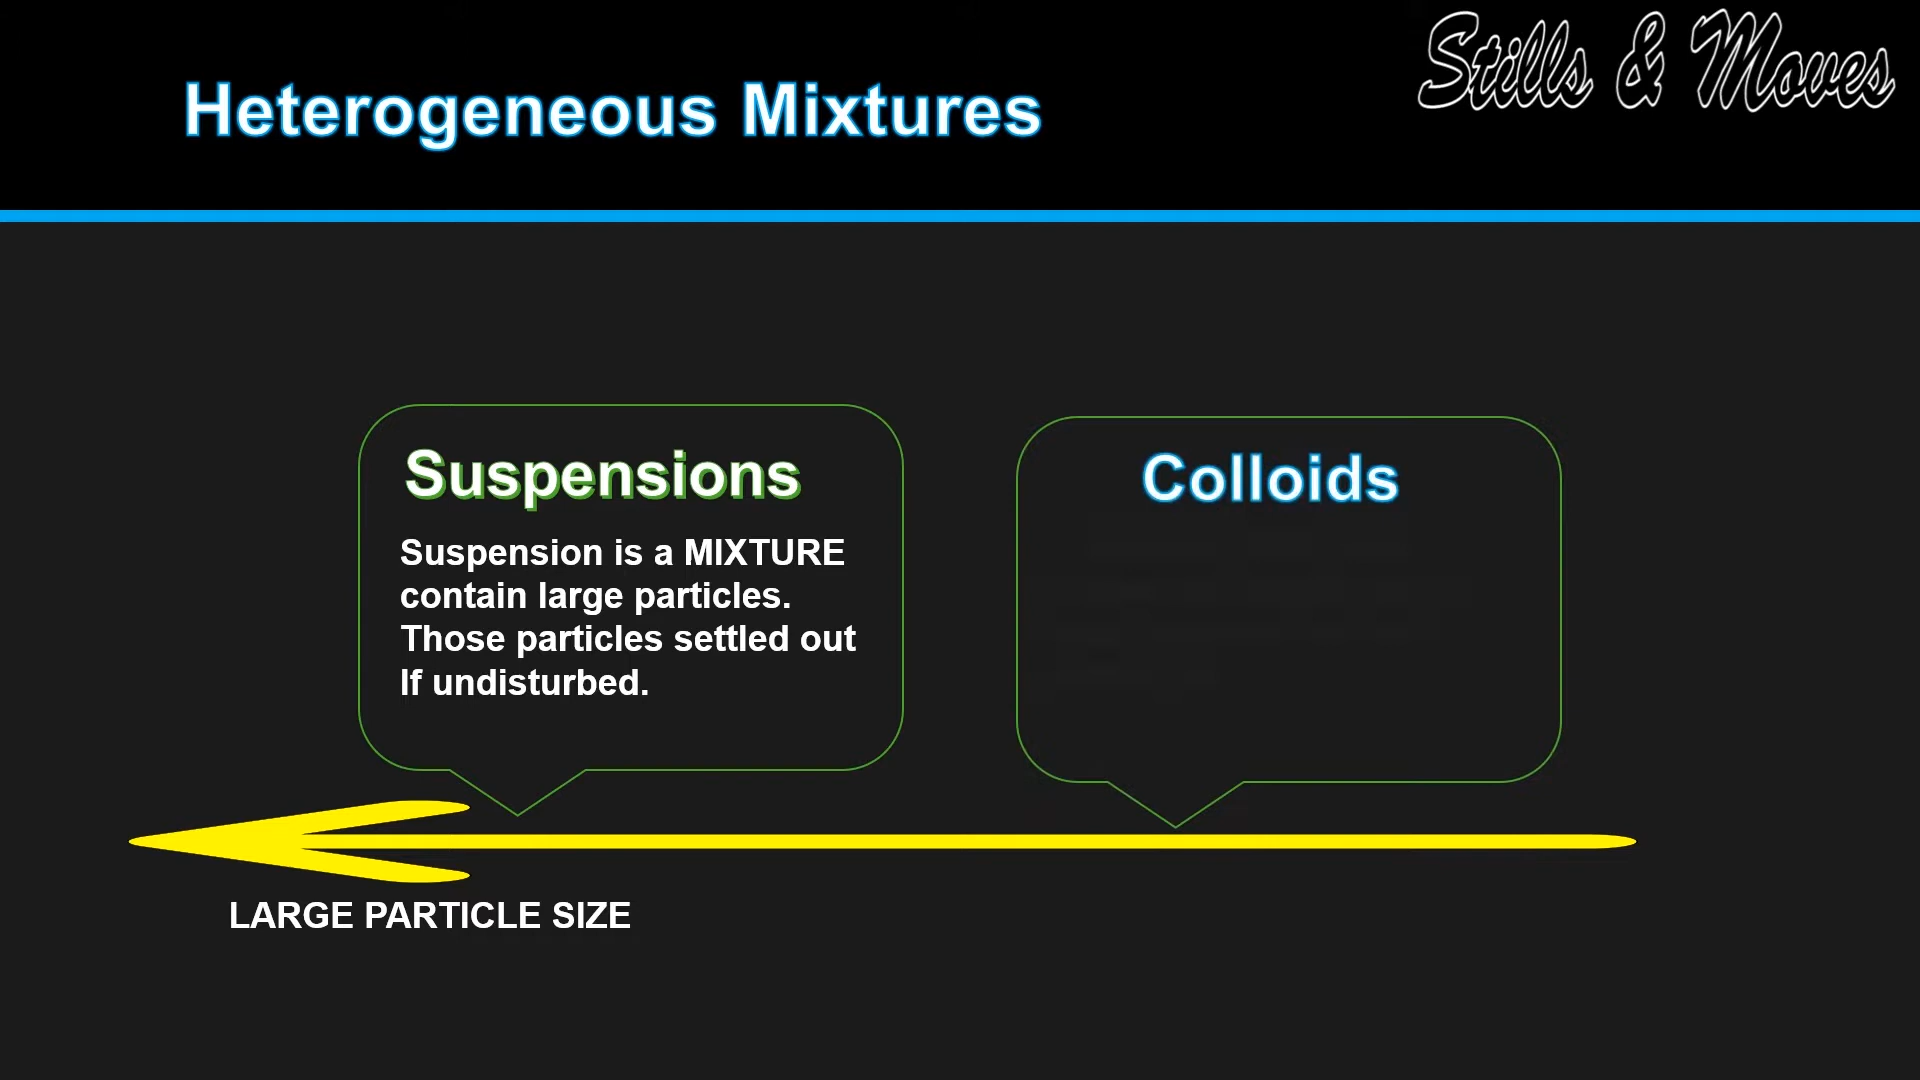 Stills & Moves
Heterogeneous Mixtures
Suspensions
Suspension is a MIXTURE
contain large particles.
Those particles settled out
If undisturbed.
Colloids
LARGE PARTICLE SIZE